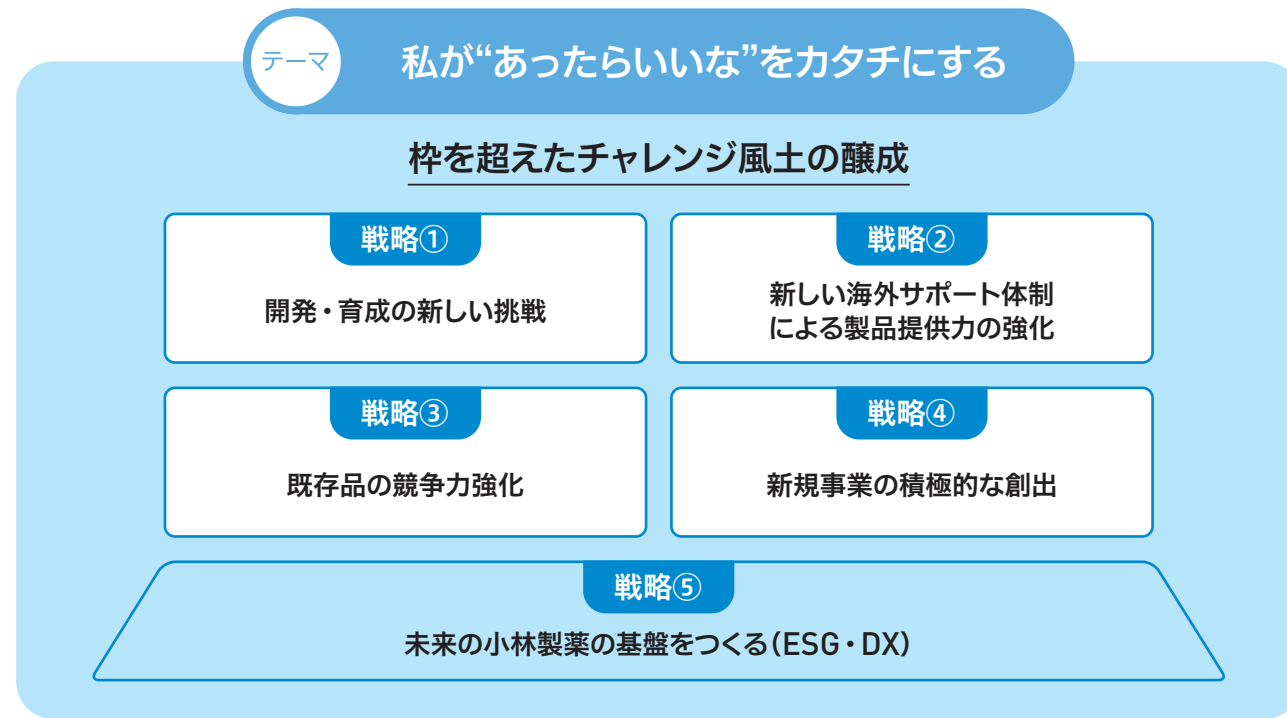 テーマ
私が“あったらいいな”をカタチにする
枠を超えたチャレンジ風土の醸成
戦略①
開発・育成の新しい挑戦
戦略②
新しい海外サポート体制
による製品提供力の強化
戦略③
既存品の競争力強化
戦略④
新規事業の積極的な創出
戦略⑤
未来の小林製薬の基盤をつくる(ESG・DX)